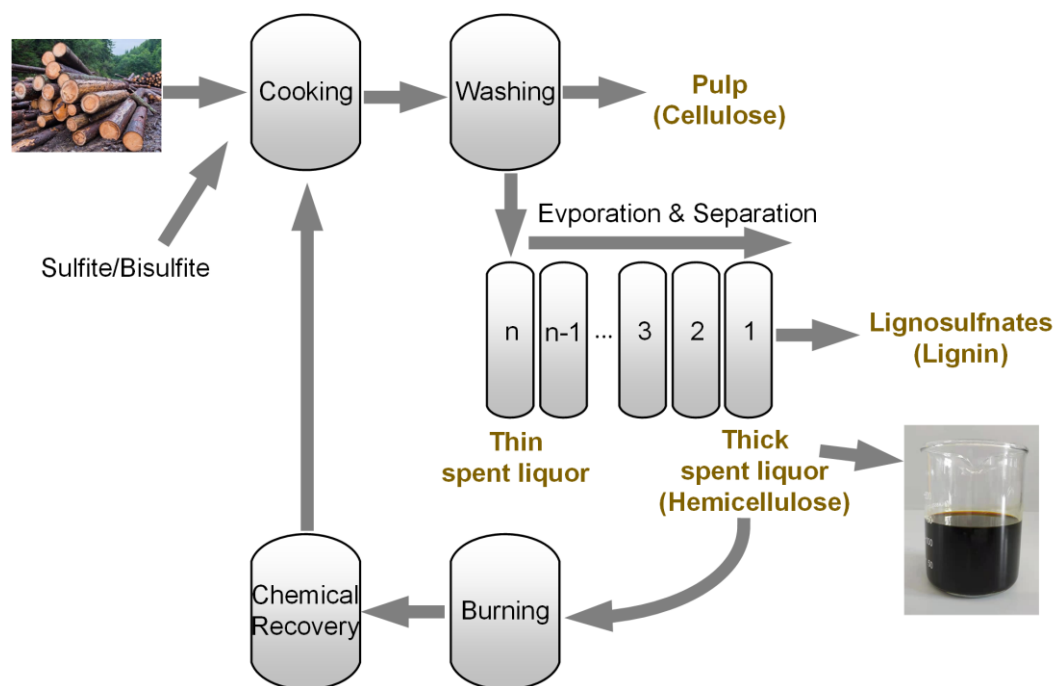 Cooking
Washing
Pulp
(Cellulose)
Sulfite/Bisulfite
Evporation & Separation
n
n-1
...
3
2
1
Lignosulfnates
(Lignin)
Thin
spent liquor
Thick
spent liquor
(Hemicellulose)
Chemical
Recovery
Burning